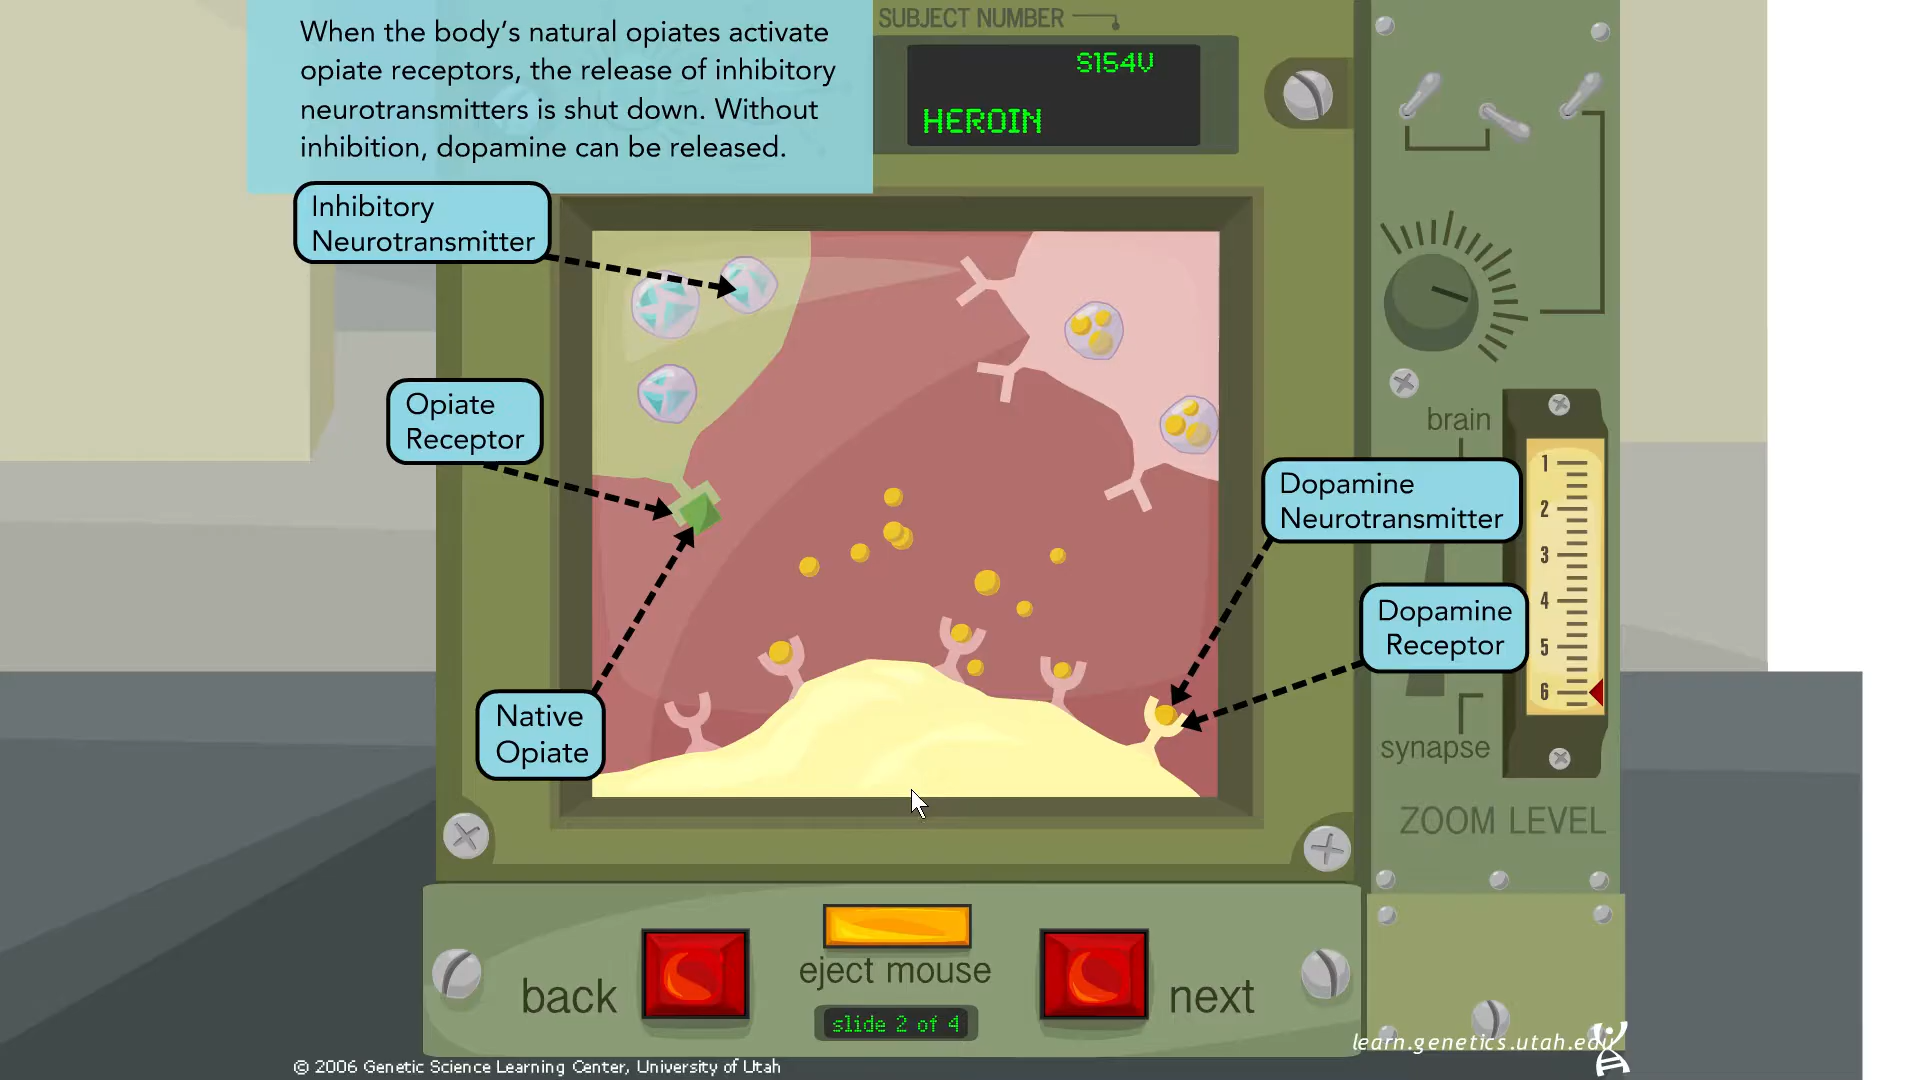 When the body's natural opiates activate
opiate receptors, the release of inhibitory
neurotransmitters is shut down. Without
inhibition, dopamine can be released.
SUBJECT NUMBER
S154V
HEROIN
Inhibitory
Neurotransmitter
Opiate
Receptor
Native
Opiate
Dopamine
Neurotransmitter
Dopamine
Receptor
brain
1
2
3
4
5
6
synapse
ZOOM LEVEL
back
eject mouse
next
slide 2 of 4
learn.genetics.utah.edu
© 2006 Genetic Science Learning Center, University of Utah